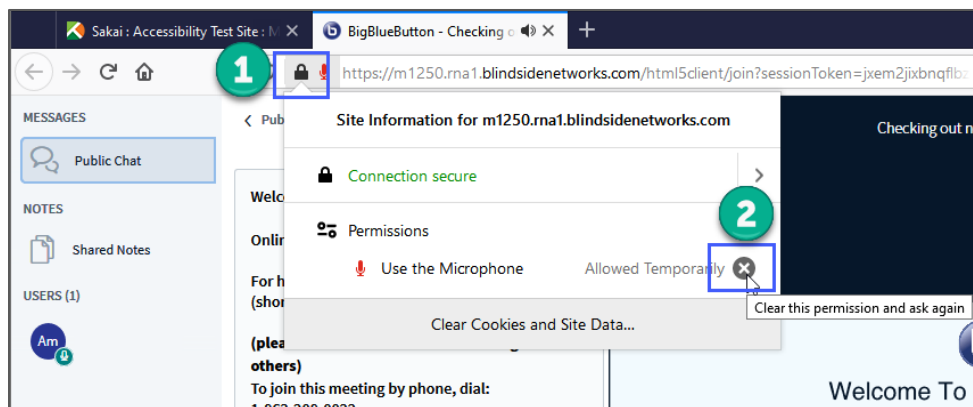 Sakai : Accessibility Test Site : M
BigBlueButton - Checking o
1
https://m1250.rna1.blindsidenetworks.com/html5client/join?sessionToken=jxem2jixbnqflbz
MESSAGES
Public Chat
NOTES
Shared Notes
USERS (1)
Am
Pub
Welc
Onlin
For h
(shor
(plea
others)
To join this meeting by phone, dial:
Site Information for m1250.rna1.blindsidenetworks.com
Connection secure
2
Permissions
Use the Microphone
Allowed Temporarily
Clear this permission and ask again
Clear Cookies and Site Data...
Checking out n
Welcome To